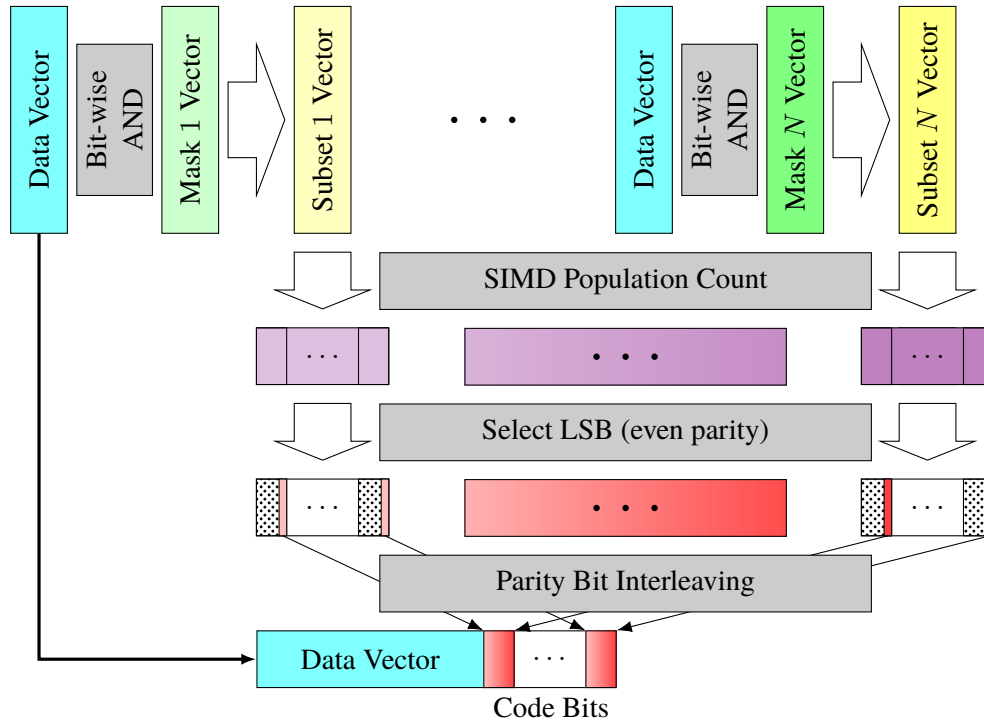 Data Vector
Bit-wise
AND
Mask 1 Vector
Subset 1 Vector
. . .
Data Vector
Bit-wise
AND
Mask N Vector
Subset N Vector
SIMD Population Count
. . .
. . .
. . .
Select LSB (even parity)
. . .
. . .
. . .
Parity Bit Interleaving
Data Vector
. . .
Code Bits